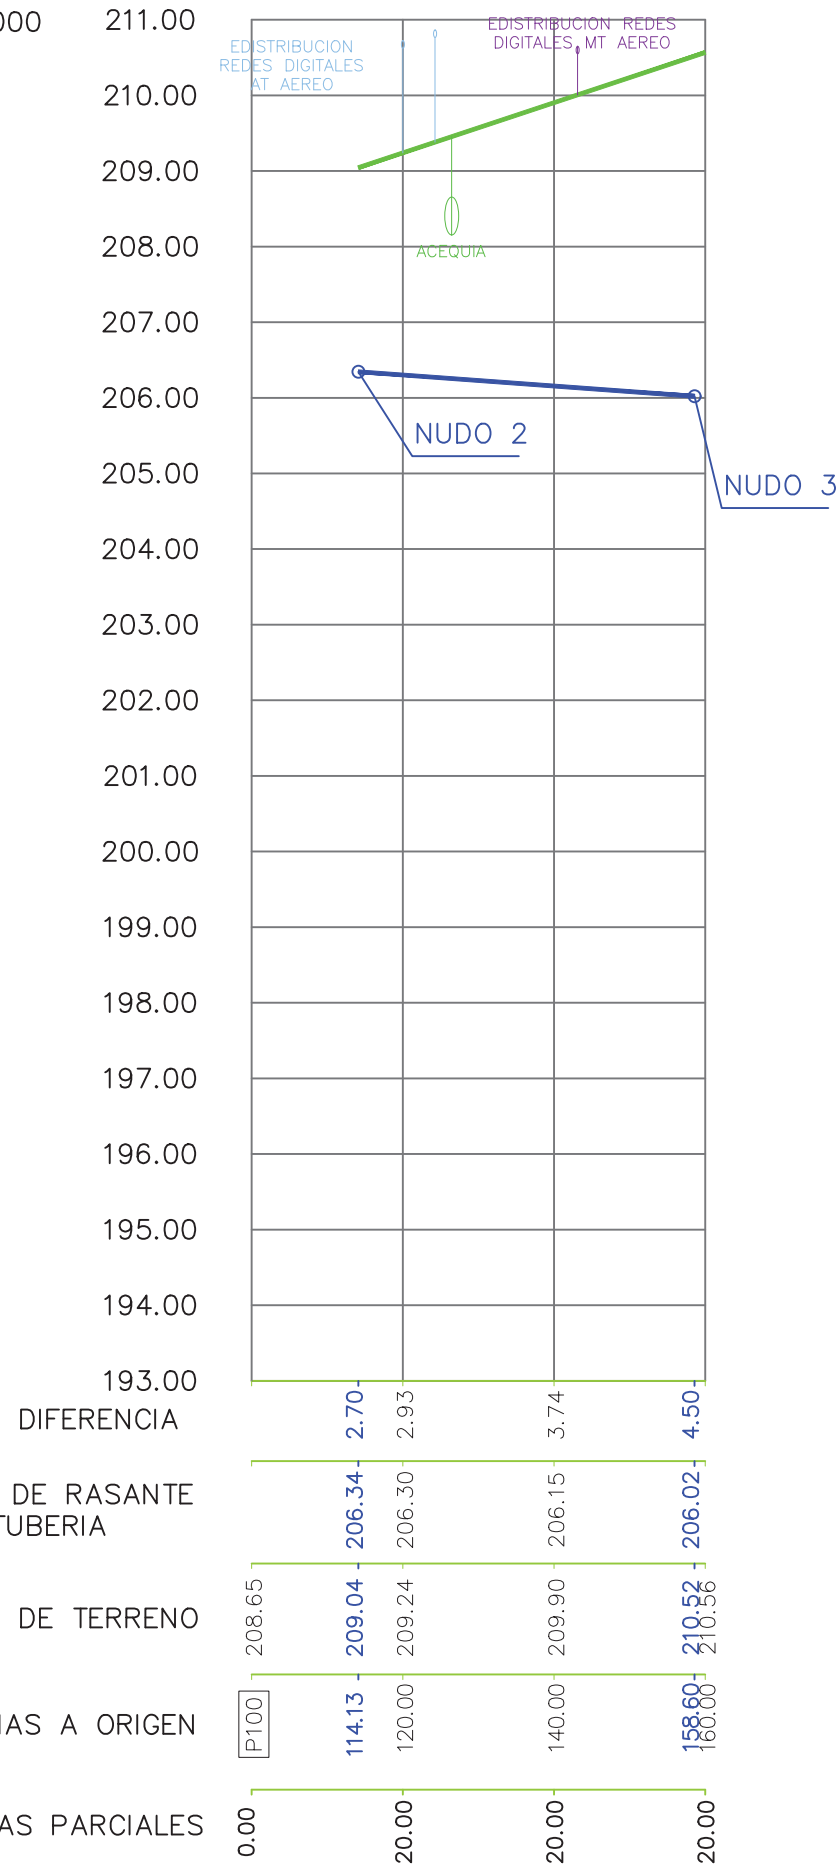 000
211.00
EDISTRIBUCION REDES
DIGITALES MT AEREO
EDISTRIBUCION
REDES DIGITALES
AT AEREO
210.00
209.00
208.00
ACEQUIA
207.00
206.00
NUDO 2
205.00
NUDO 3
204.00
203.00
202.00
201.00
200.00
199.00
198.00
197.00
196.00
195.00
194.00
193.00
DIFERENCIA
2.70
2.93
3.74
4.50
DE RASANTE
TUBERIA
206.34
206.30
206.15
206.02
DE TERRENO
208.65
209.04
209.24
209.90
210.52
210.56
IAS A ORIGEN
P100
114.13
120.00
140.00
158.60
160.00
AS PARCIALES
0.00
20.00
20.00
20.00